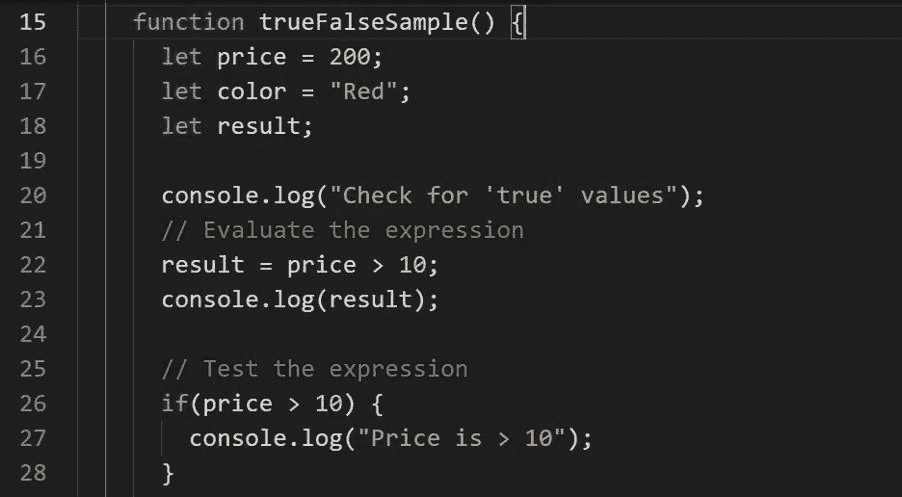 15 function trueFalseSample() {
16 let price = 200;
17 let color = "Red";
18 let result;
19
20 console.log("Check for 'true' values");
21 // Evaluate the expression
22 result = price > 10;
23 console.log(result);
24
25 // Test the expression
26 if(price > 10) {
27 console.log("Price is > 10");
28 }